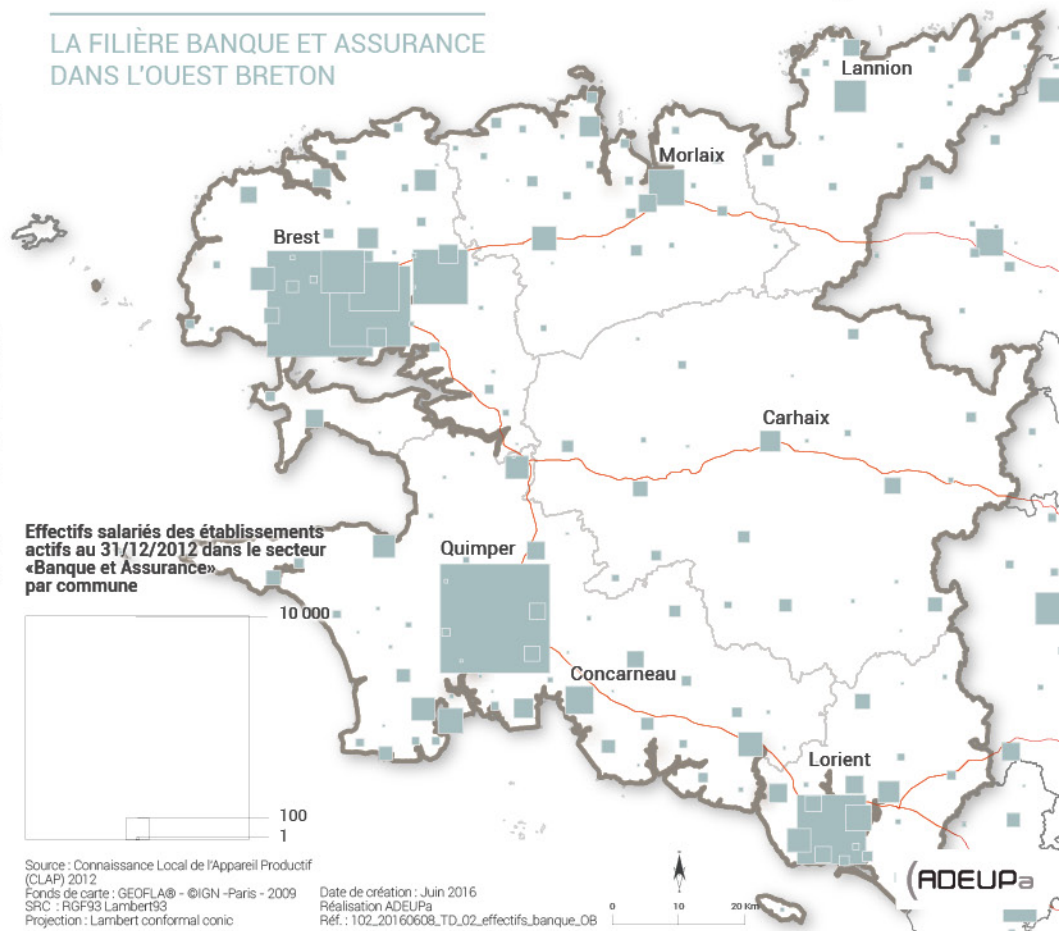 LA FILIÈRE BANQUE ET ASSURANCE
DANS L'OUEST BRETON
Lannion
Morlaix
Brest
Carhaix
Quimper
Concarneau
Lorient
Effectifs salariés des établissements
actifs au 31/12/2012 dans le secteur
«Banque et Assurance»
par commune
10 000
100
1
Source : Connaissance Local de l'Appareil Productif
(CLAP) 2012
Fonds de carte : GEOFLA® - ©IGN -Paris - 2009
SRC : RGF93 Lambert93
Projection : Lambert conformal conic
Date de création : Juin 2016
Réalisation ADEUPa
Réf. : 102_20160608_TD_02_effectifs_banque_OB
0 10 20 Km
ADEUPa